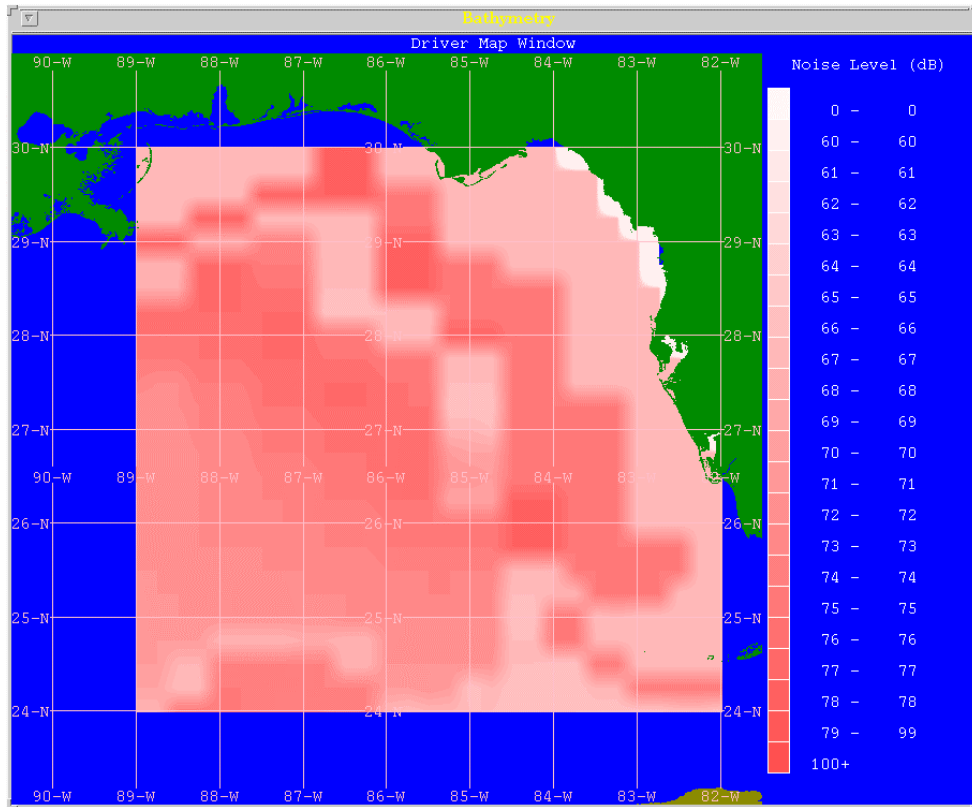 Bathymetry
Driver Map Window
90-W 89-W 88-W 87-W 86-W 85-W 84-W 83-W 82-W
Noise Level (dB)
0 - 0
60 - 60
61 - 61
62 - 62
63 - 63
64 - 64
65 - 65
66 - 66
67 - 67
68 - 68
69 - 69
70 - 70
71 - 71
72 - 72
73 - 73
74 - 74
75 - 75
76 - 76
77 - 77
78 - 78
79 - 99
100+
30-N 30-N 30-N
29-N 29-N 29-N
28-N 28-N 28-N
27-N 27-N 27-N
90-W 89-W 88-W 87-W 86-W 85-W 84-W 83-W 82-W
26-N 26-N 26-N
25-N 25-N 25-N
24-N 24-N 24-N
90-W 89-W 88-W 87-W 86-W 85-W 84-W 83-W 82-W